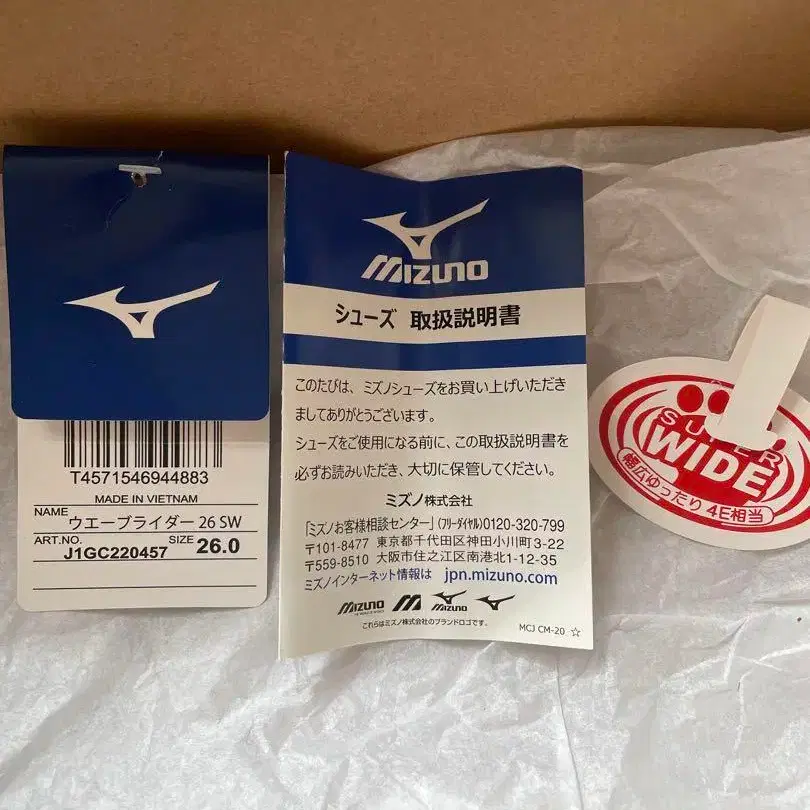 T4571546944883
MADE IN VIETNAM
NAME ウエーブライダー 26 SW
ART.NO. J1GC220457 SIZE 26.0
MIZUNO
シューズ 取扱説明書
このたびは、ミズノシューズをお買い上げいただき
ましてありがとうございます。
シューズをご使用になる前に、この取扱説明書を
必ずお読みいただき、大切に保管してください。
ミズノ株式会社
「ミズノお客様相談センター」(フリーダイヤル)0120-320-799
〒101-8477 東京都千代田区神田小川町3-22
〒559-8510 大阪市住之江区南港北1-12-35
ミズノインターネット情報は jpn.mizuno.com
MIZUNO MIZUNO
これらはミズノ株式会社のブランドロゴです。
MCJ CM-20 ☆
SUPER
WIDE
幅広ゆったり 4E相当